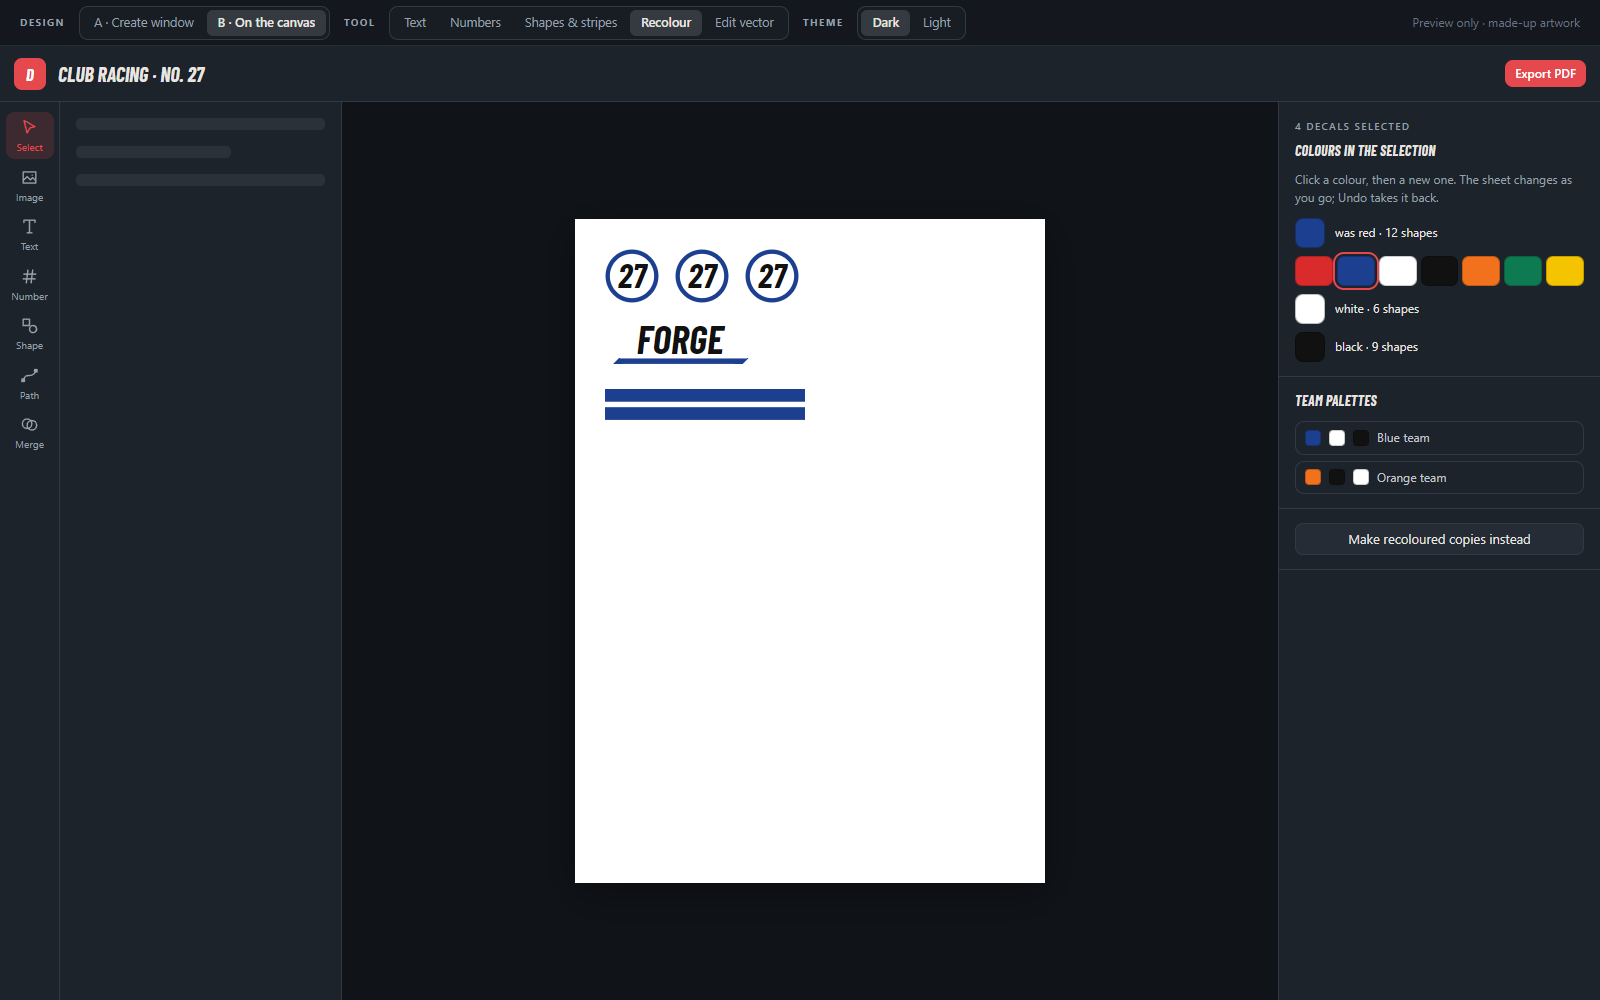 DESIGN
A · Create window
B · On the canvas
TOOL
Text
Numbers
Shapes & stripes
Recolour
Edit vector
THEME
Dark
Light
Preview only · made-up artwork
D
CLUB RACING · NO. 27
Export PDF
Select
Image
Text
Number
Shape
Path
Merge
27
27
27
FORGE
4 DECALS SELECTED
COLOURS IN THE SELECTION
Click a colour, then a new one. The sheet changes as
you go; Undo takes it back.
was red · 12 shapes
white · 6 shapes
black · 9 shapes
TEAM PALETTES
Blue team
Orange team
Make recoloured copies instead